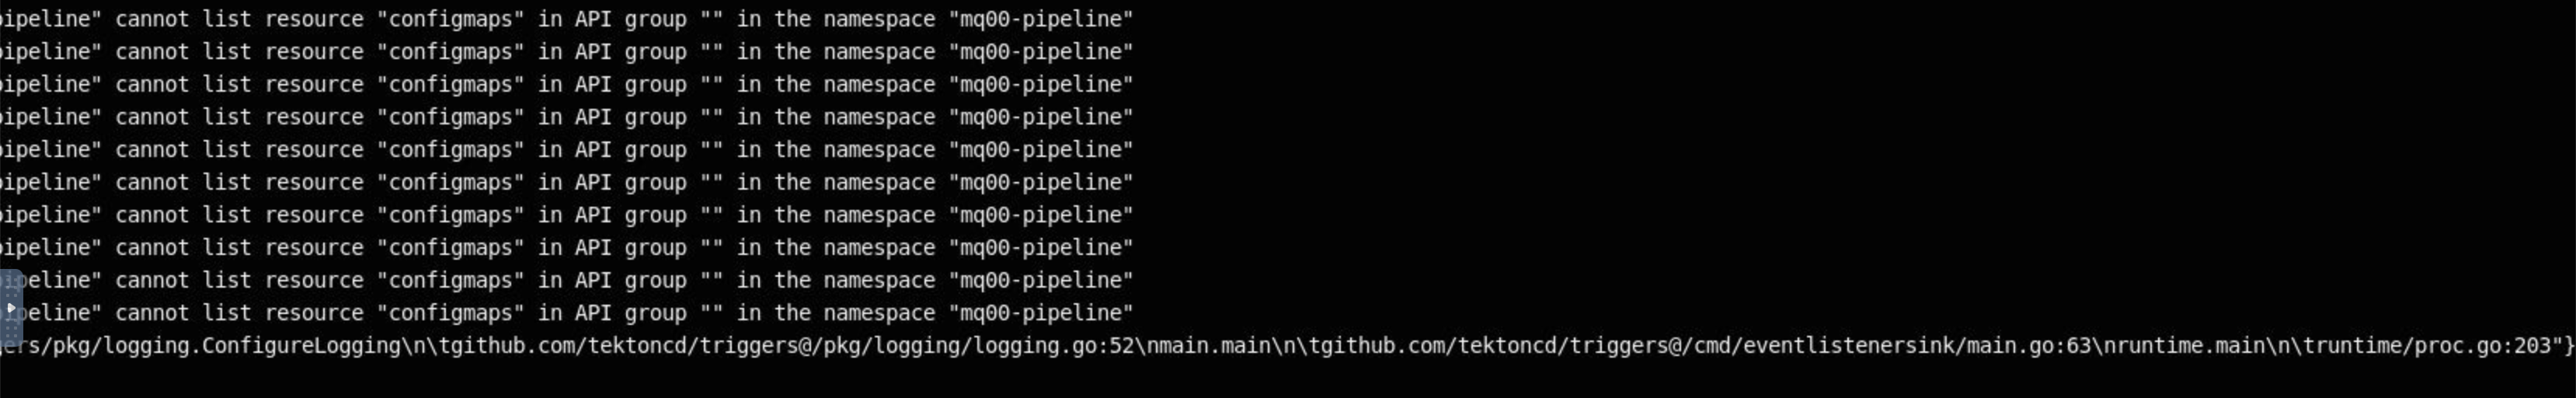 ipeline" cannot list resource "configmaps" in API group "" in the namespace "mq00-pipeline"
ipeline" cannot list resource "configmaps" in API group "" in the namespace "mq00-pipeline"
ipeline" cannot list resource "configmaps" in API group "" in the namespace "mq00-pipeline"
ipeline" cannot list resource "configmaps" in API group "" in the namespace "mq00-pipeline"
ipeline" cannot list resource "configmaps" in API group "" in the namespace "mq00-pipeline"
ipeline" cannot list resource "configmaps" in API group "" in the namespace "mq00-pipeline"
ipeline" cannot list resource "configmaps" in API group "" in the namespace "mq00-pipeline"
pipeline" cannot list resource "configmaps" in API group "" in the namespace "mq00-pipeline"
peline" cannot list resource "configmaps" in API group "" in the namespace "mq00-pipeline"
peline" cannot list resource "configmaps" in API group "" in the namespace "mq00-pipeline"
gers/pkg/logging.ConfigureLogging\n\tgithub.com/tektoncd/triggers@/pkg/logging/logging.go:52\nmain.main\n\tgithub.com/tektoncd/triggers@/cmd/eventlistenersink/main.go:63\nruntime.main\n\truntime/proc.go:203"}